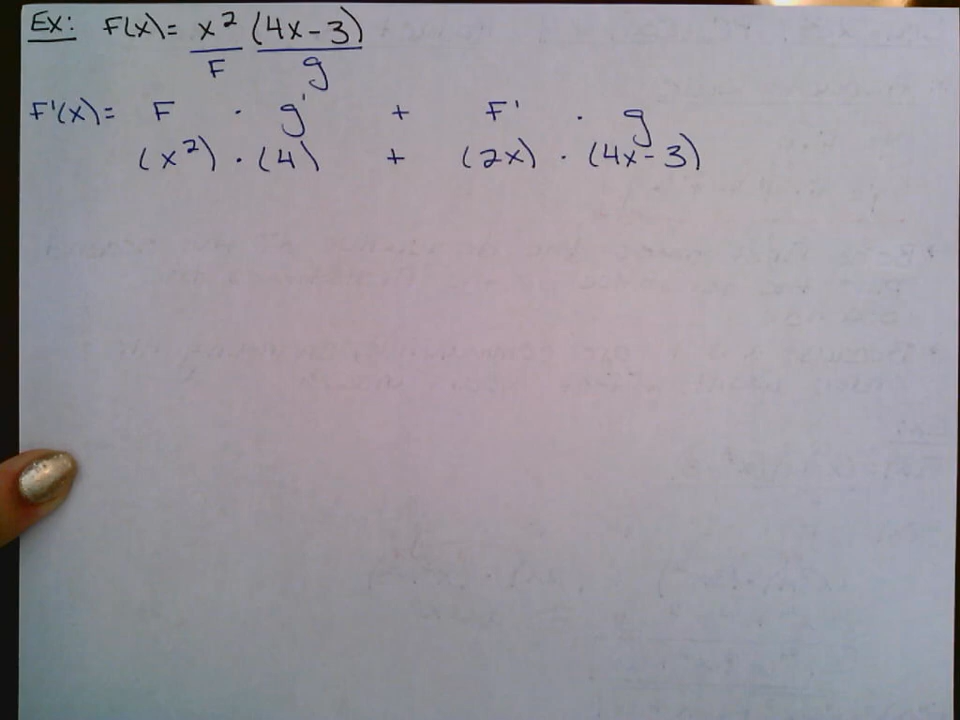 Ex: F(x) = x² (4x-3)
F g
F'(x) = F · g' + F' · g
(x²) · (4) + (2x) · (4x-3)